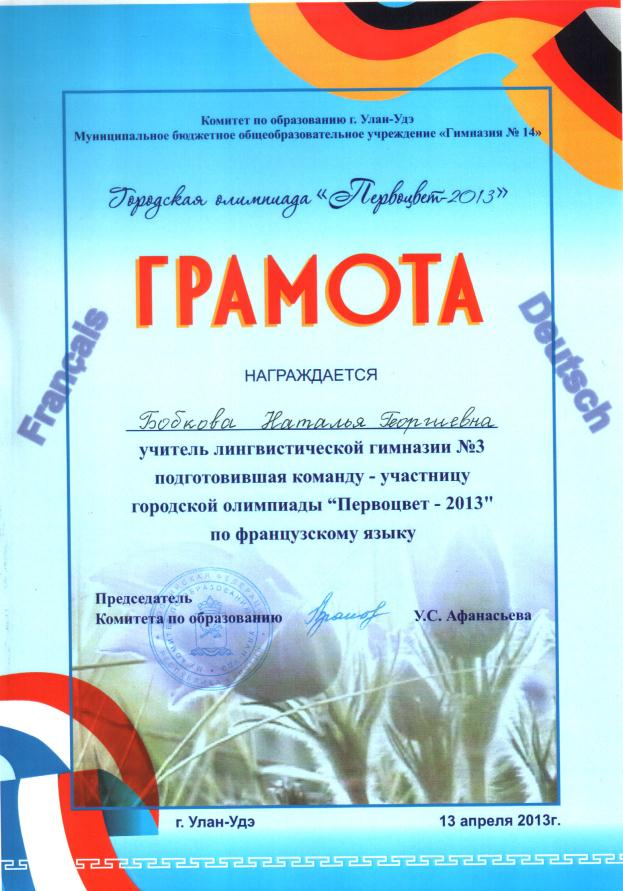 Комитет по образованию г. Улан-Удэ
Муниципальное бюджетное общеобразовательное учреждение «Гимназия № 14»
Городская олимпиада «Первоцвет-2013»
ГРАМОТА
Français
Deutsch
НАГРАЖДАЕТСЯ
Бобкова Наталья Георгиевна
учитель лингвистической гимназии №3
подготовившая команду - участницу
городской олимпиады “Первоцвет - 2013"
по французскому языку
Председатель
Комитета по образованию
У.С. Афанасьева
г. Улан-Удэ
13 апреля 2013г.